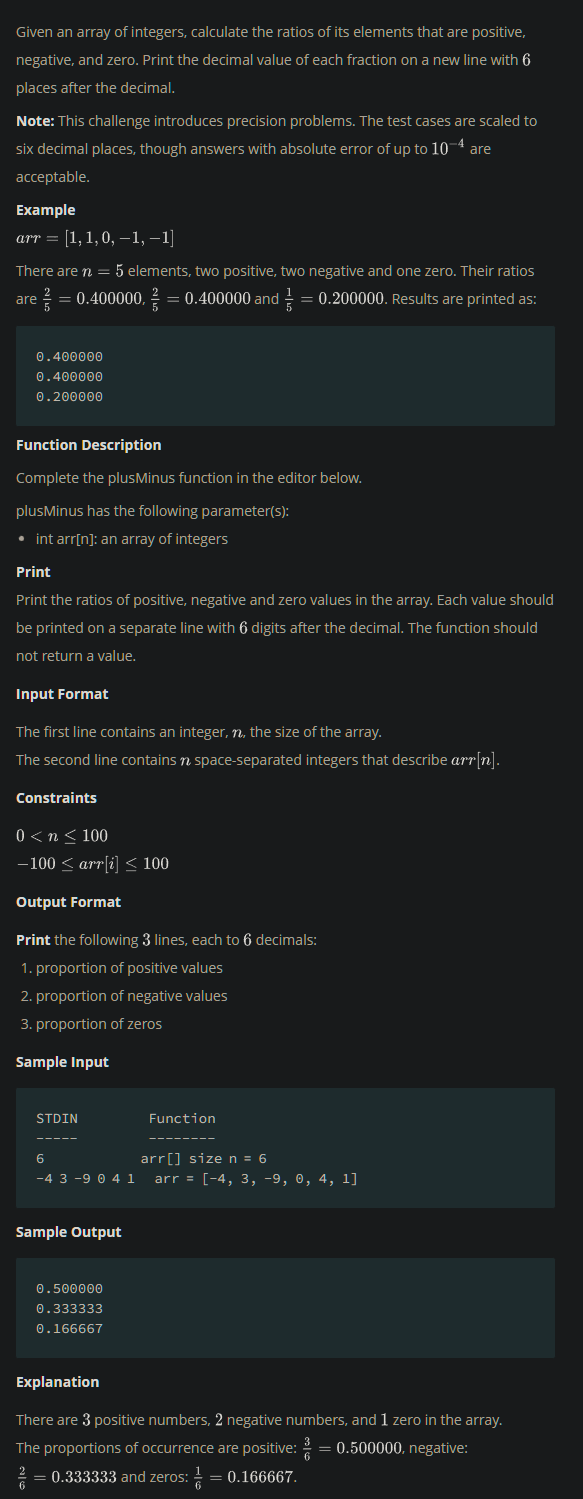 Given an array of integers, calculate the ratios of its elements that are positive,
negative, and zero. Print the decimal value of each fraction on a new line with 6
places after the decimal.
Note: This challenge introduces precision problems. The test cases are scaled to
six decimal places, though answers with absolute error of up to 10⁻⁴ are
acceptable.
Example
arr = [1, 1, 0, −1, −1]
There are n = 5 elements, two positive, two negative and one zero. Their ratios
are 2/5 = 0.400000, 2/5 = 0.400000 and 1/5 = 0.200000. Results are printed as:
0.400000
0.400000
0.200000
Function Description
Complete the plusMinus function in the editor below.
plusMinus has the following parameter(s):
• int arr[n]: an array of integers
Print
Print the ratios of positive, negative and zero values in the array. Each value should
be printed on a separate line with 6 digits after the decimal. The function should
not return a value.
Input Format
The first line contains an integer, n, the size of the array.
The second line contains n space-separated integers that describe arr[n].
Constraints
0 < n ≤ 100
−100 ≤ arr[i] ≤ 100
Output Format
Print the following 3 lines, each to 6 decimals:
1. proportion of positive values
2. proportion of negative values
3. proportion of zeros
Sample Input
STDIN Function
----- --------
6 arr[] size n = 6
-4 3 -9 0 4 1 arr = [-4, 3, -9, 0, 4, 1]
Sample Output
0.500000
0.333333
0.166667
Explanation
There are 3 positive numbers, 2 negative numbers, and 1 zero in the array.
The proportions of occurrence are positive: 3/6 = 0.500000, negative:
2/6 = 0.333333 and zeros: 1/6 = 0.166667.